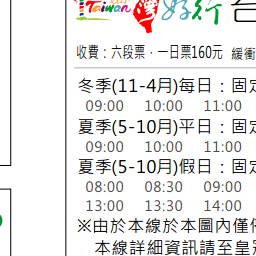 Taiwan 灣好行 台
收費：六段票．一日票160元 緩衝
冬季(11-4月)每日：固定
09:00 10:00 11:00
夏季(5-10月)平日：固定
09:00 10:00 11:00
夏季(5-10月)假日：固定
08:00 08:30 09:00
13:00 13:30 14:00
※由於本線於本圖內僅停
本線詳細資訊請至皇冠